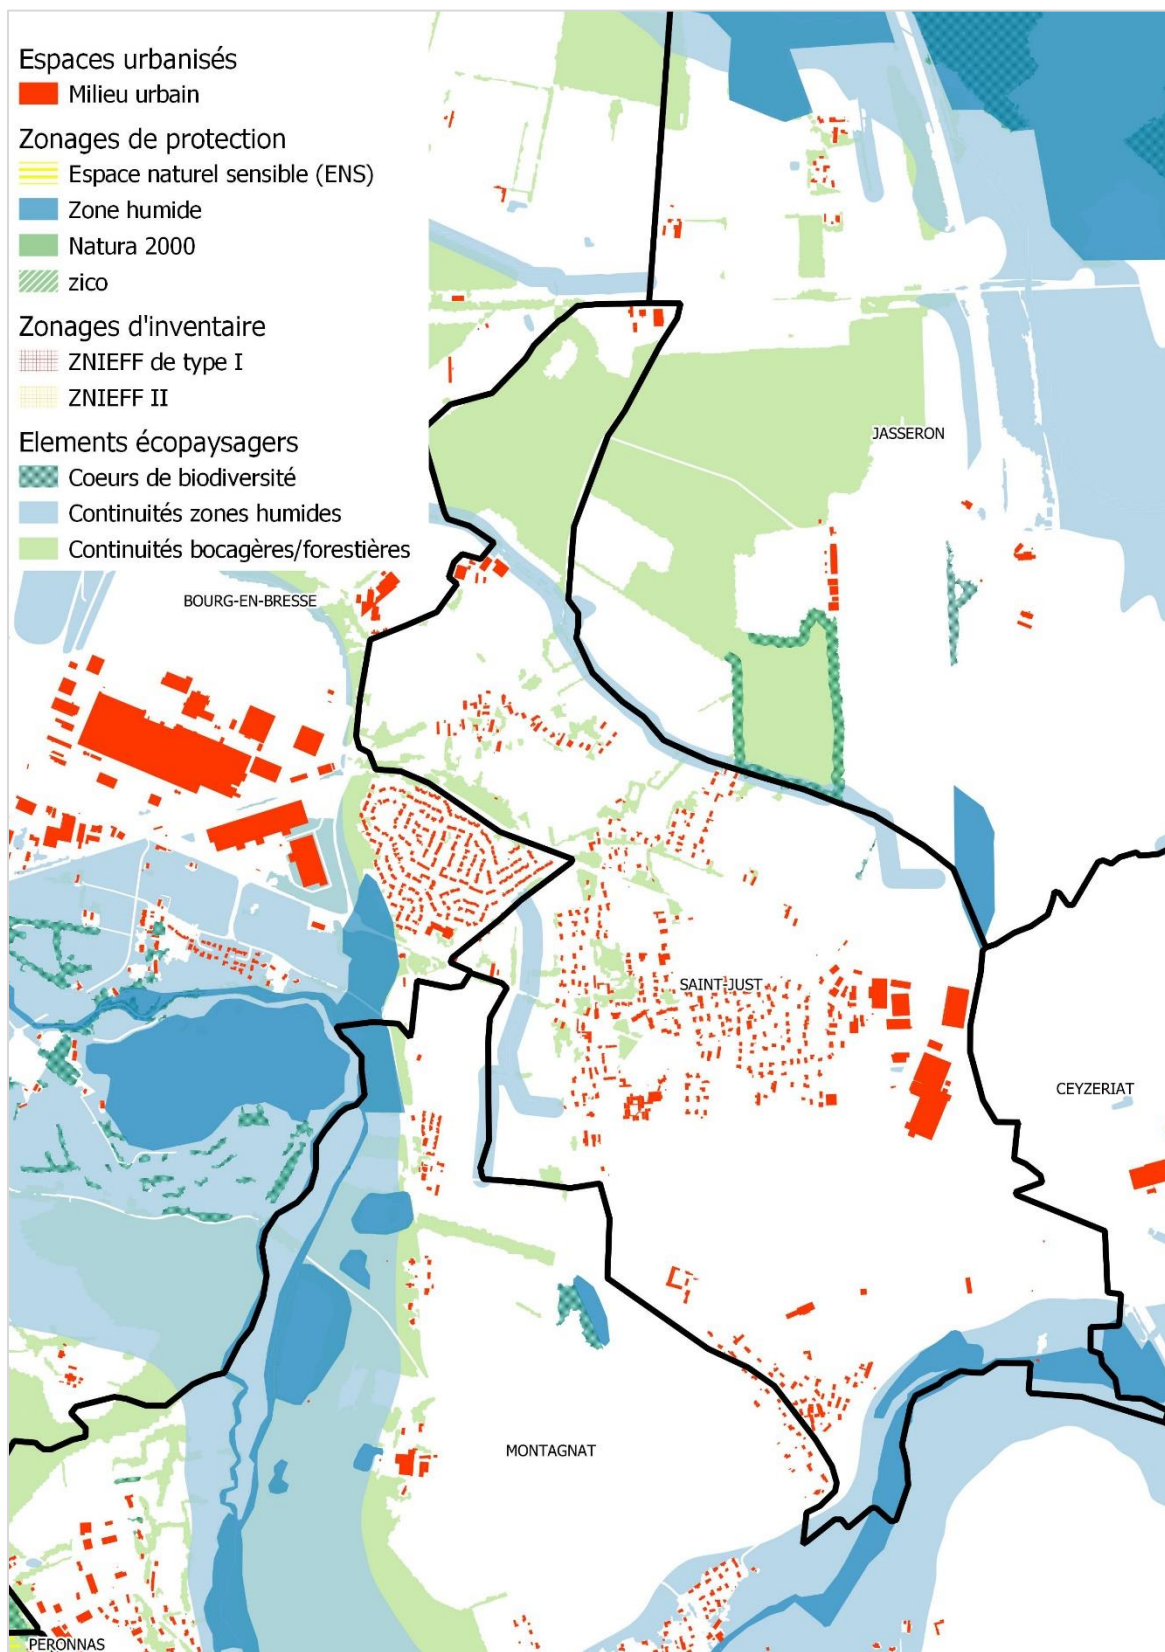 Espaces urbanisés
Milieu urbain
Zonages de protection
Espace naturel sensible (ENS)
Zone humide
Natura 2000
zico
Zonages d'inventaire
ZNIEFF de type I
ZNIEFF II
Elements écopaysagers
Coeurs de biodiversité
Continuités zones humides
Continuités bocagères/forestières
JASSERON
BOURG-EN-BRESSE
SAINT-JUST
CEYZERIAT
MONTAGNAT
PERONNAS